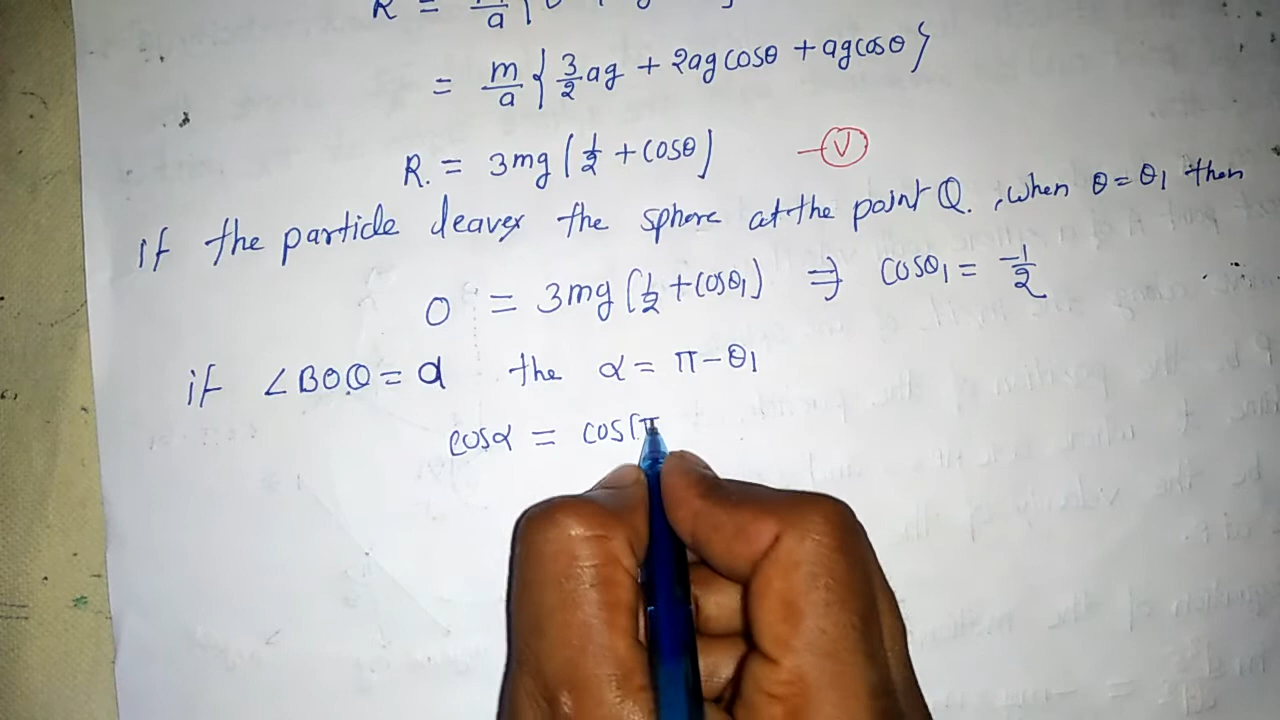 = m/a { 3/2 ag + 2ag cosθ + ag cosθ }
R. = 3mg ( 1/2 + cosθ ) —Ⓥ
if the particle leaves the sphere at the point Q. , when θ = θ1 then
0 = 3mg ( 1/2 + cosθ1 ) ⇒ cosθ1 = -1/2
if ∠BOQ = α the α = π - θ1
cosα = cos(π